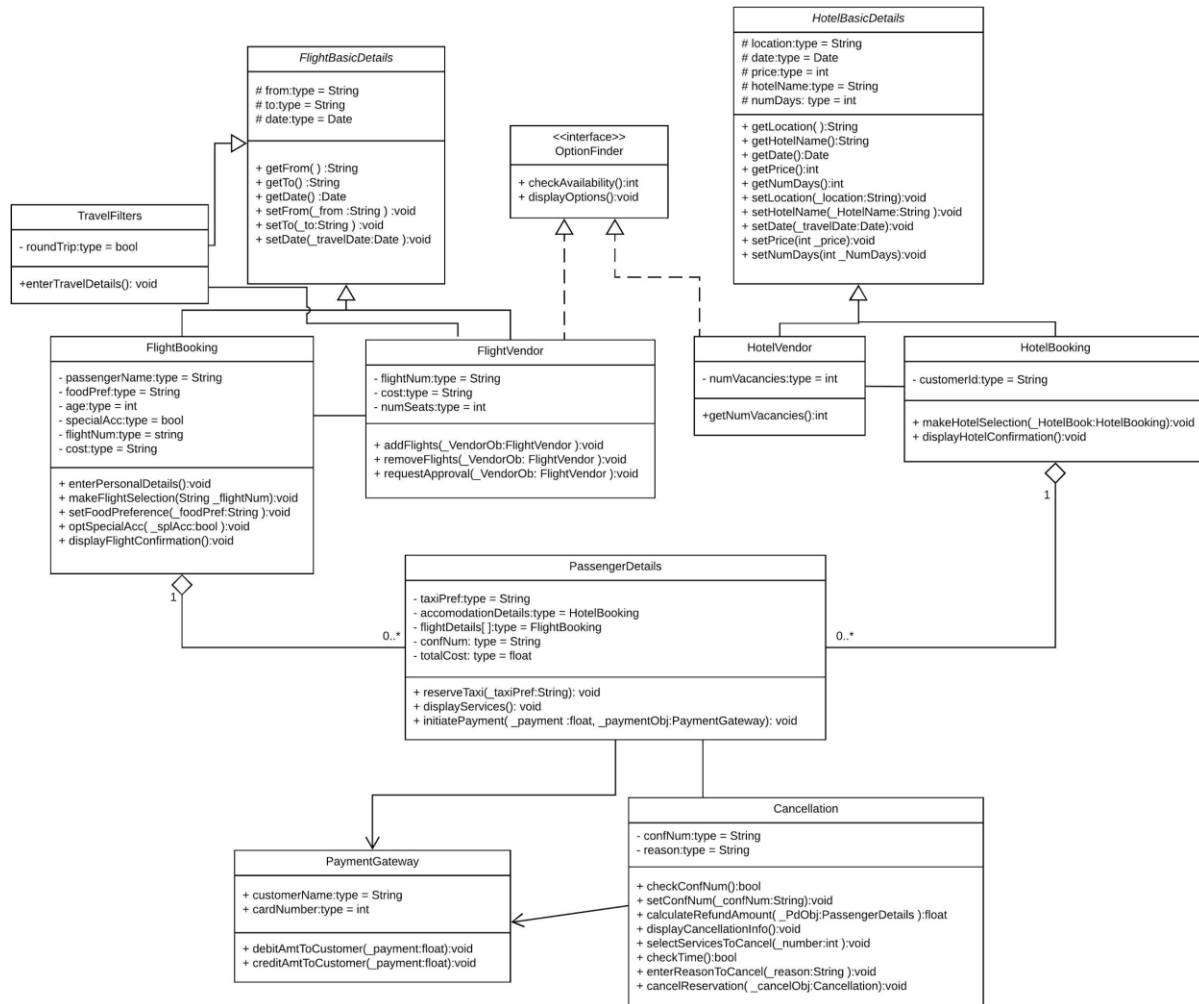 HotelBasicDetails
# location:type = String
# date:type = Date
# price:type = int
# hotelName:type = String
# numDays: type = int
+ getLocation( ):String
+ getHotelName():String
+ getDate():Date
+ getPrice():int
+ getNumDays():int
+ setLocation(_location:String):void
+ setHotelName(_HotelName:String ):void
+ setDate(_travelDate:Date):void
+ setPrice(int _price):void
+ setNumDays(int _NumDays):void
FlightBasicDetails
# from:type = String
# to:type = String
# date:type = Date
+ getFrom( ) :String
+ getTo() :String
+ getDate() :Date
+ setFrom(_from :String ) :void
+ setTo(_to:String ) :void
+ setDate(_travelDate:Date ):void
<<interface>>
OptionFinder
+ checkAvailability():int
+ displayOptions():void
TravelFilters
- roundTrip:type = bool
+enterTravelDetails(): void
FlightBooking
- passengerName:type = String
- foodPref:type = String
- age:type = int
- specialAcc:type = bool
- flightNum:type = string
- cost:type = String
+ enterPersonalDetails():void
+ makeFlightSelection(String _flightNum):void
+ setFoodPreference(_foodPref:String ):void
+ optSpecialAcc( _splAcc:bool ):void
+ displayFlightConfirmation():void
FlightVendor
- flightNum:type = String
- cost:type = String
- numSeats:type = int
+ addFlights(_VendorOb:FlightVendor ):void
+ removeFlights(_VendorOb: FlightVendor ):void
+ requestApproval(_VendorOb: FlightVendor ):void
HotelVendor
- numVacancies:type = int
+getNumVacancies():int
HotelBooking
- customerId:type = String
+ makeHotelSelection(_HotelBook:HotelBooking):void
+ displayHotelConfirmation():void
1
1
0..*
0..*
PassengerDetails
- taxiPref:type = String
- accomodationDetails:type = HotelBooking
- flightDetails[ ]:type = FlightBooking
- confNum: type = String
- totalCost: type = float
+ reserveTaxi(_taxiPref:String): void
+ displayServices(): void
+ initiatePayment( _payment :float, _paymentObj:PaymentGateway): void
PaymentGateway
+ customerName:type = String
+ cardNumber:type = int
+ debitAmtToCustomer(_payment:float):void
+ creditAmtToCustomer(_payment:float):void
Cancellation
- confNum:type = String
- reason:type = String
+ checkConfNum():bool
+ setConfNum(_confNum:String):void
+ calculateRefundAmount( _PdObj:PassengerDetails ):float
+ displayCancellationInfo():void
+ selectServicesToCancel(_number:int ):void
+ checkTime():bool
+ enterReasonToCancel(_reason:String ):void
+ cancelReservation( _cancelObj:Cancellation):void